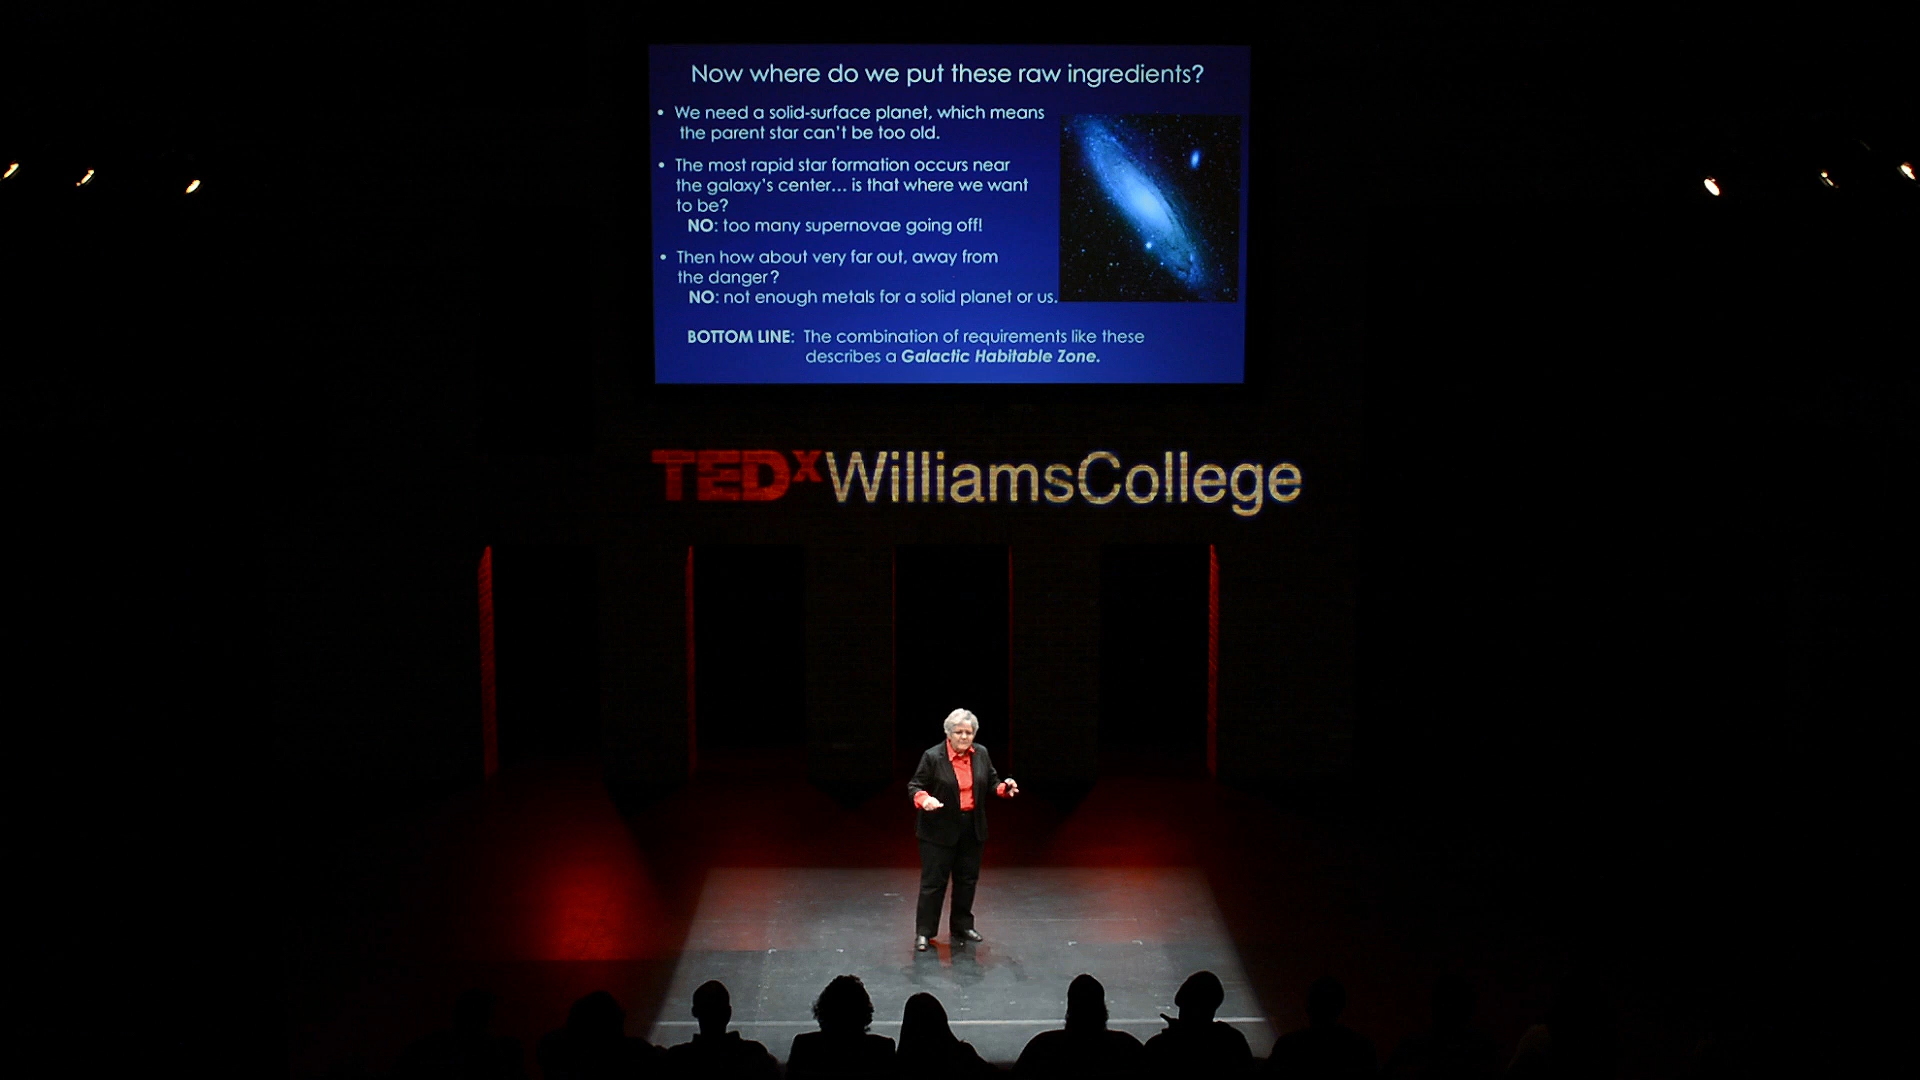 Now where do we put these raw ingredients?
• We need a solid-surface planet, which means
the parent star can't be too old.
• The most rapid star formation occurs near
the galaxy's center... is that where we want
to be?
NO: too many supernovae going off!
• Then how about very far out, away from
the danger?
NO: not enough metals for a solid planet or us.
BOTTOM LINE: The combination of requirements like these
describes a Galactic Habitable Zone.
TEDxWilliamsCollege